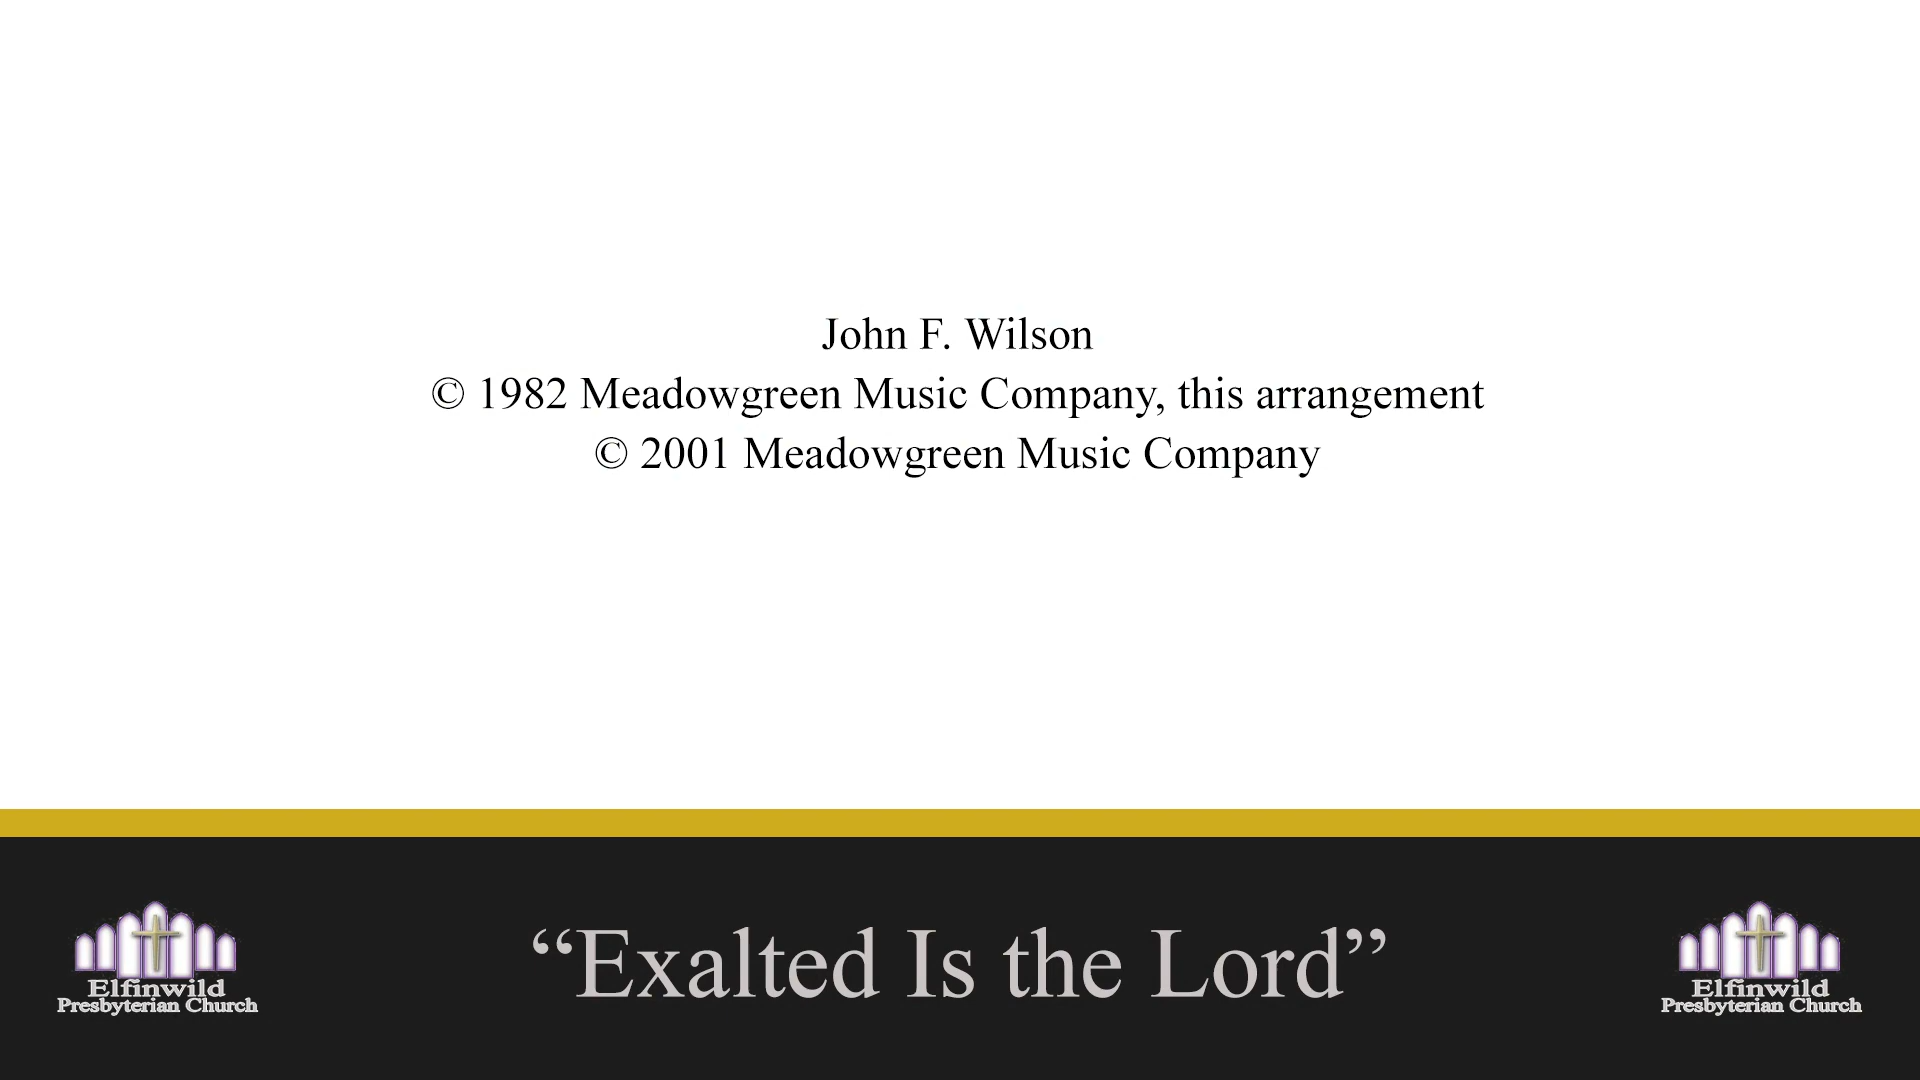 John F. Wilson
© 1982 Meadowgreen Music Company, this arrangement
© 2001 Meadowgreen Music Company
Elfinwild
Presbyterian Church
“Exalted Is the Lord”
Elfinwild
Presbyterian Church